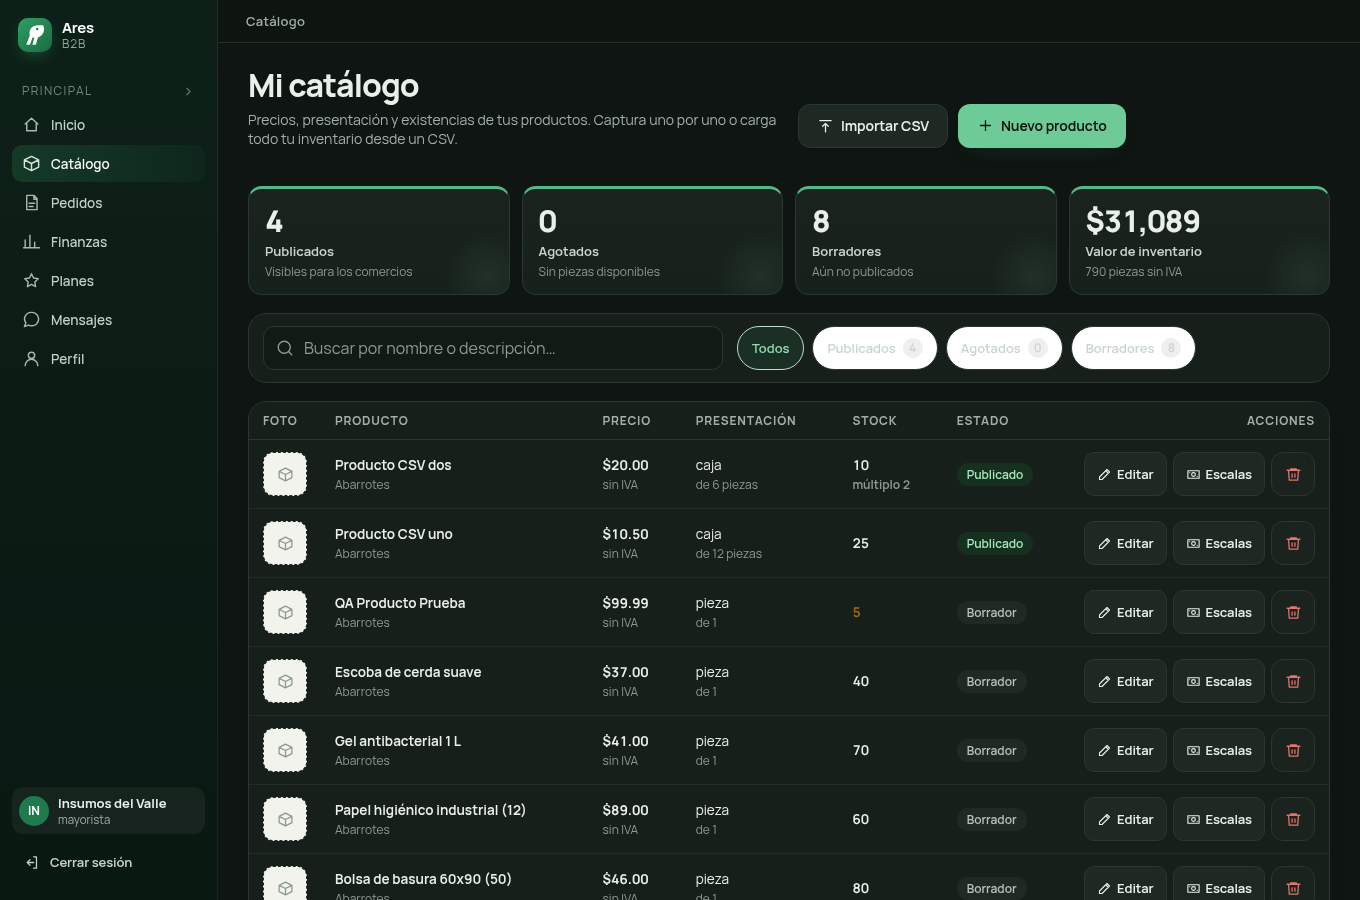 Ares
B2B
PRINCIPAL
Inicio
Catálogo
Pedidos
Finanzas
Planes
Mensajes
Perfil
IN
Insumos del Valle
mayorista
Cerrar sesión
Catálogo
Mi catálogo
Precios, presentación y existencias de tus productos. Captura uno por uno o carga
todo tu inventario desde un CSV.
Importar CSV
Nuevo producto
4
Publicados
Visibles para los comercios
0
Agotados
Sin piezas disponibles
8
Borradores
Aún no publicados
$31,089
Valor de inventario
790 piezas sin IVA
Buscar por nombre o descripción...
Todos
Publicados 4
Agotados 0
Borradores 8
FOTO PRODUCTO PRECIO PRESENTACIÓN STOCK ESTADO ACCIONES
Producto CSV dos $20.00 caja 10 Publicado Editar Escalas
Abarrotes sin IVA de 6 piezas múltiplo 2
Producto CSV uno $10.50 caja 25 Publicado Editar Escalas
Abarrotes sin IVA de 12 piezas
QA Producto Prueba $99.99 pieza 5 Borrador Editar Escalas
Abarrotes sin IVA de 1
Escoba de cerda suave $37.00 pieza 40 Borrador Editar Escalas
Abarrotes sin IVA de 1
Gel antibacterial 1 L $41.00 pieza 70 Borrador Editar Escalas
Abarrotes sin IVA de 1
Papel higiénico industrial (12) $89.00 pieza 60 Borrador Editar Escalas
Abarrotes sin IVA de 1
Bolsa de basura 60x90 (50) $46.00 pieza 80 Borrador Editar Escalas
Abarrotes sin IVA de 1